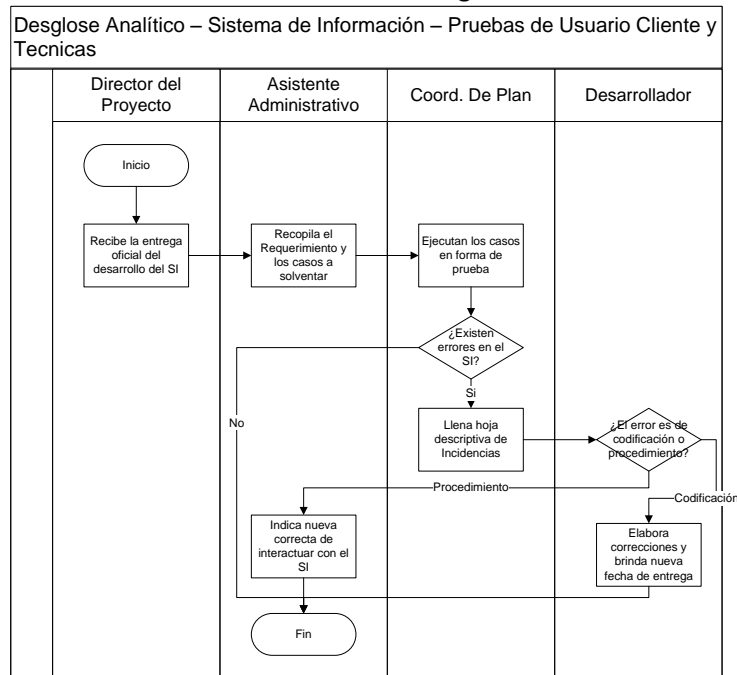 Desglose Analítico – Sistema de Información – Pruebas de Usuario Cliente y
Tecnicas
Director del
Proyecto
Asistente
Administrativo
Coord. De Plan
Desarrollador
Inicio
Recibe la entrega
oficial del
desarrollo del SI
Recopila el
Requerimiento y
los casos a
solventar
Ejecutan los casos
en forma de
prueba
¿Existen
errores en el
SI?
Si
No
Llena hoja
descriptiva de
Incidencias
¿El error es de
codificación o
procedimiento?
Procedimiento
Codificación
Indica nueva
correcta de
interactuar con el
SI
Elabora
correcciones y
brinda nueva
fecha de entrega
Fin